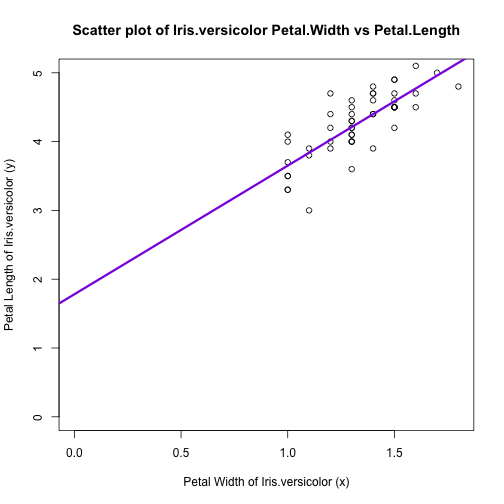 Scatter plot of Iris.versicolor Petal.Width vs Petal.Length
Petal Length of Iris.versicolor (y)
5
4
3
2
1
0
0.0 0.5 1.0 1.5
Petal Width of Iris.versicolor (x)